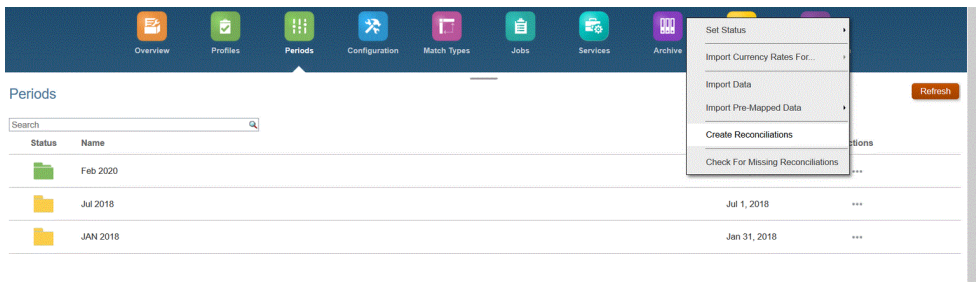 Overview Profiles Periods Configuration Match Types Jobs Services Archive
Set Status
Import Currency Rates For...
Import Data
Import Pre-Mapped Data
Create Reconciliations
Check For Missing Reconciliations
Periods
Refresh
Search
Status Name
Feb 2020
Jul 2018 Jul 1, 2018
JAN 2018 Jan 31, 2018